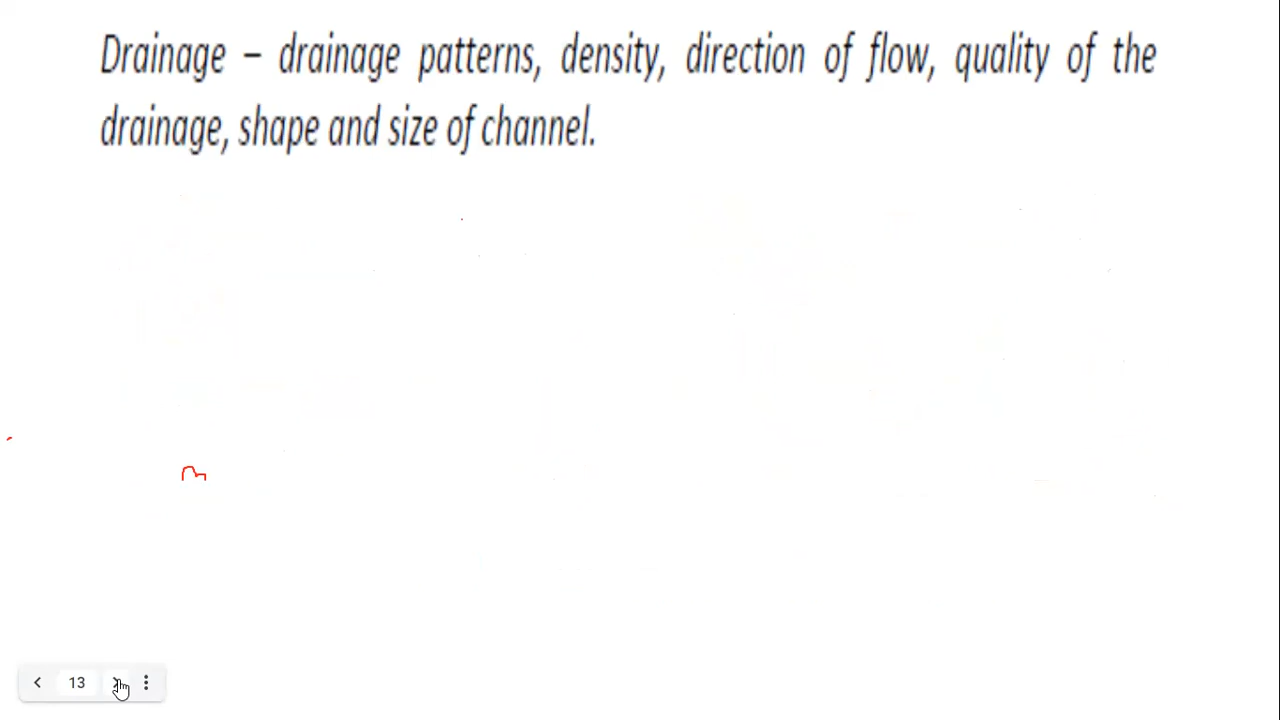 Drainage – drainage patterns, density, direction of flow, quality of the
drainage, shape and size of channel.
13